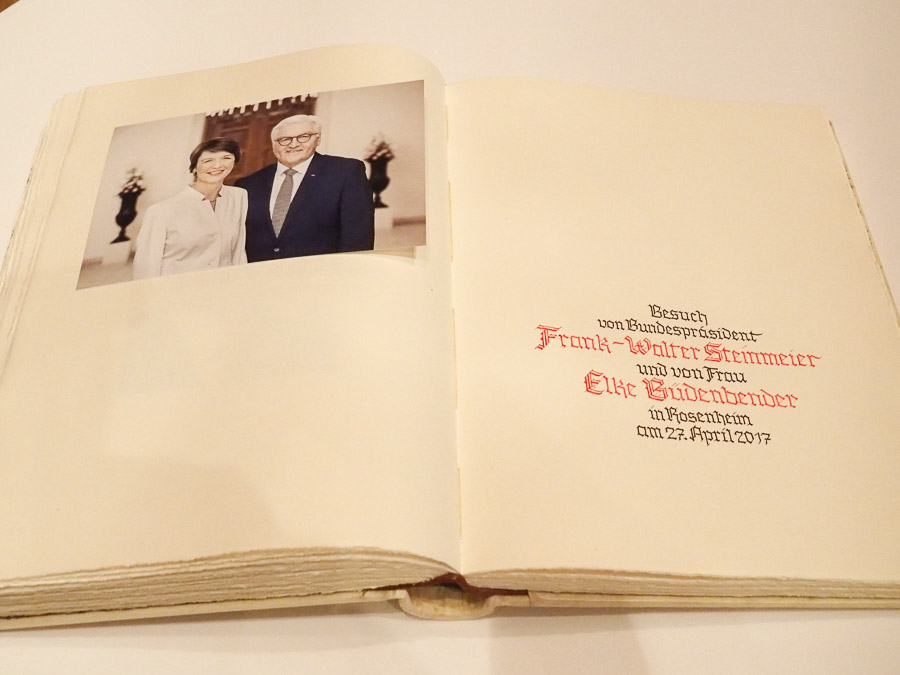 Besuch
von Bundespräsident
Frank-Walter Steinmeier
und von Frau
Elke Büdenbender
in Rosenheim
am 27. April 2017